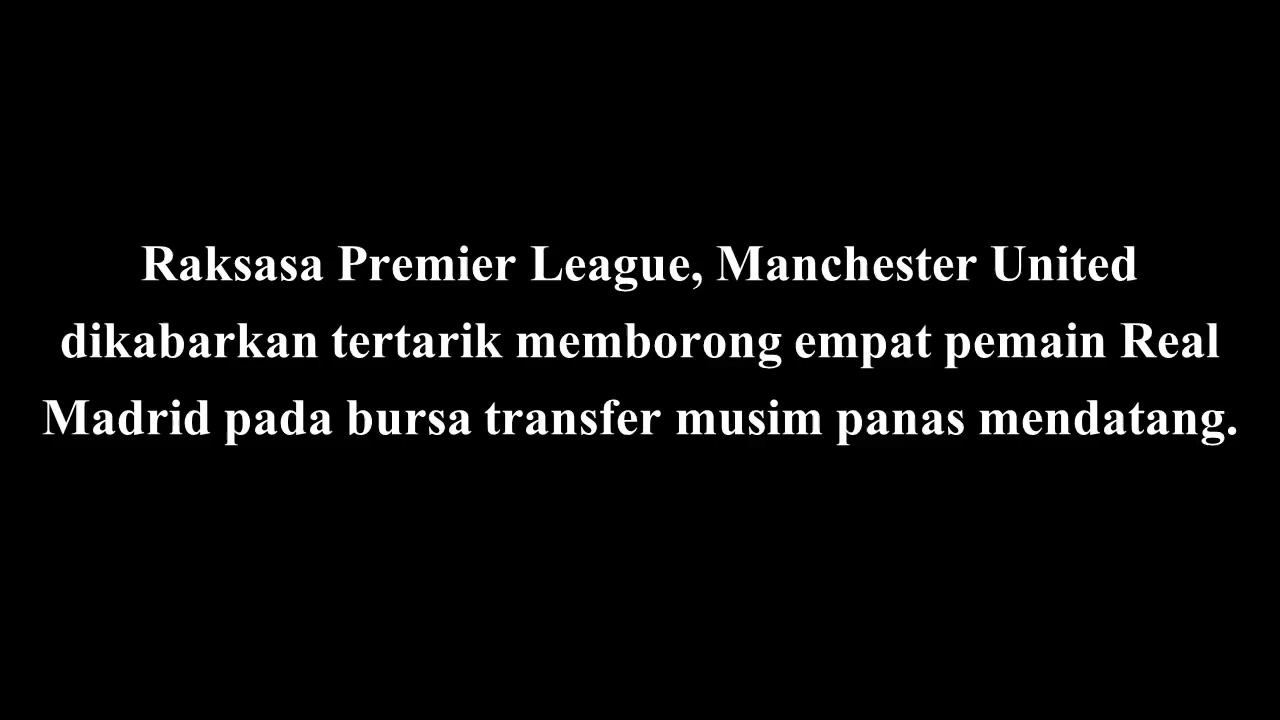 Raksasa Premier League, Manchester United
dikabarkan tertarik memborong empat pemain Real
Madrid pada bursa transfer musim panas mendatang.